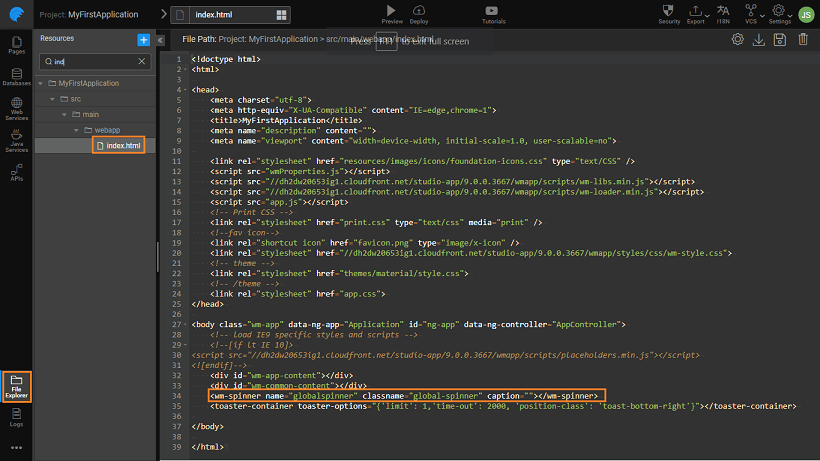 Project: MyFirstApplication
index.html
Preview
Deploy
Tutorials
Security
Export
I18N
VCS
Settings
JS
Pages
Databases
Web
Services
Java
Services
APIs
File
Explorer
Logs
Resources
ind
MyFirstApplication
src
main
webapp
index.html
File Path: Project: MyFirstApplication > src/main/webapp/index.html
Press F11 to exit full screen
1 <!doctype html>
2 <html>
3
4 <head>
5 <meta charset="utf-8">
6 <meta http-equiv="X-UA-Compatible" content="IE=edge,chrome=1">
7 <title>MyFirstApplication</title>
8 <meta name="description" content="">
9 <meta name="viewport" content="width=device-width, initial-scale=1.0, user-scalable=no">
10
11 <link rel="stylesheet" href="resources/images/icons/foundation-icons.css" type="text/CSS" />
12 <script src="wmProperties.js"></script>
13 <script src="//dh2dw20653ig1.cloudfront.net/studio-app/9.0.0.3667/wmapp/scripts/wm-libs.min.js"></script>
14 <script src="//dh2dw20653ig1.cloudfront.net/studio-app/9.0.0.3667/wmapp/scripts/wm-loader.min.js"></script>
15 <script src="app.js"></script>
16 <!-- Print CSS -->
17 <link rel="stylesheet" href="print.css" type="text/css" media="print" />
18 <!--fav icon-->
19 <link rel="shortcut icon" href="favicon.png" type="image/x-icon" />
20 <link rel="stylesheet" href="//dh2dw20653ig1.cloudfront.net/studio-app/9.0.0.3667/wmapp/styles/css/wm-style.css">
21 <!-- theme -->
22 <link rel="stylesheet" href="themes/material/style.css">
23 <!-- /theme -->
24 <link rel="stylesheet" href="app.css">
25 </head>
26
27 <body class="wm-app" data-ng-app="Application" id="ng-app" data-ng-controller="AppController">
28 <!-- load IE9 specific styles and scripts -->
29 <!--[if lt IE 10]>
30 <script src="//dh2dw20653ig1.cloudfront.net/studio-app/9.0.0.3667/wmapp/scripts/placeholders.min.js"></script>
31 <![endif]-->
32 <div id="wm-app-content"></div>
33 <div id="wm-common-content"></div>
34 <wm-spinner name="globalspinner" classname="global-spinner" caption=""></wm-spinner>
35 <toaster-container toaster-options="{'limit': 1,'time-out': 2000, 'position-class': 'toast-bottom-right'}"></toaster-container>
36
37 </body>
38
39 </html>